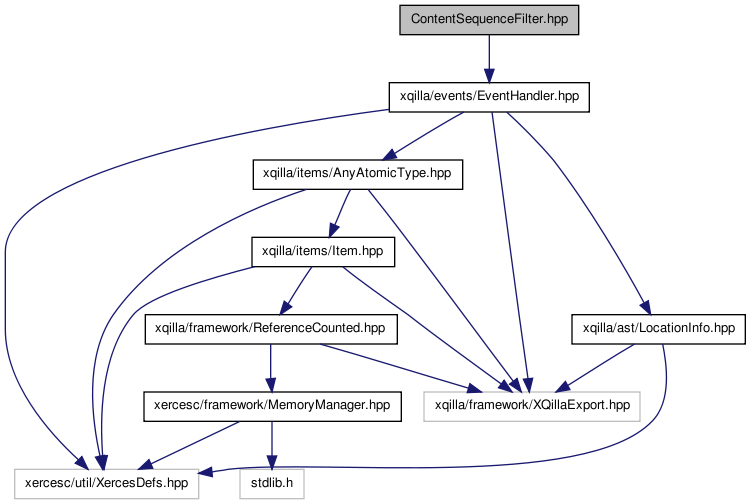 ContentSequenceFilter.hpp
xqilla/events/EventHandler.hpp
xqilla/items/AnyAtomicType.hpp
xqilla/items/Item.hpp
xqilla/framework/ReferenceCounted.hpp
xqilla/ast/LocationInfo.hpp
xercesc/framework/MemoryManager.hpp
xqilla/framework/XQillaExport.hpp
xercesc/util/XercesDefs.hpp
stdlib.h